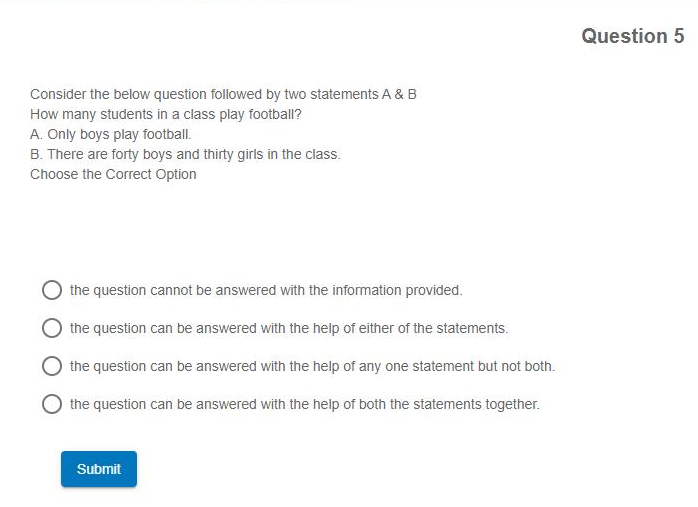 Question 5
Consider the below question followed by two statements A & B
How many students in a class play football?
A. Only boys play football.
B. There are forty boys and thirty girls in the class.
Choose the Correct Option
the question cannot be answered with the information provided.
the question can be answered with the help of either of the statements.
the question can be answered with the help of any one statement but not both.
the question can be answered with the help of both the statements together.
Submit